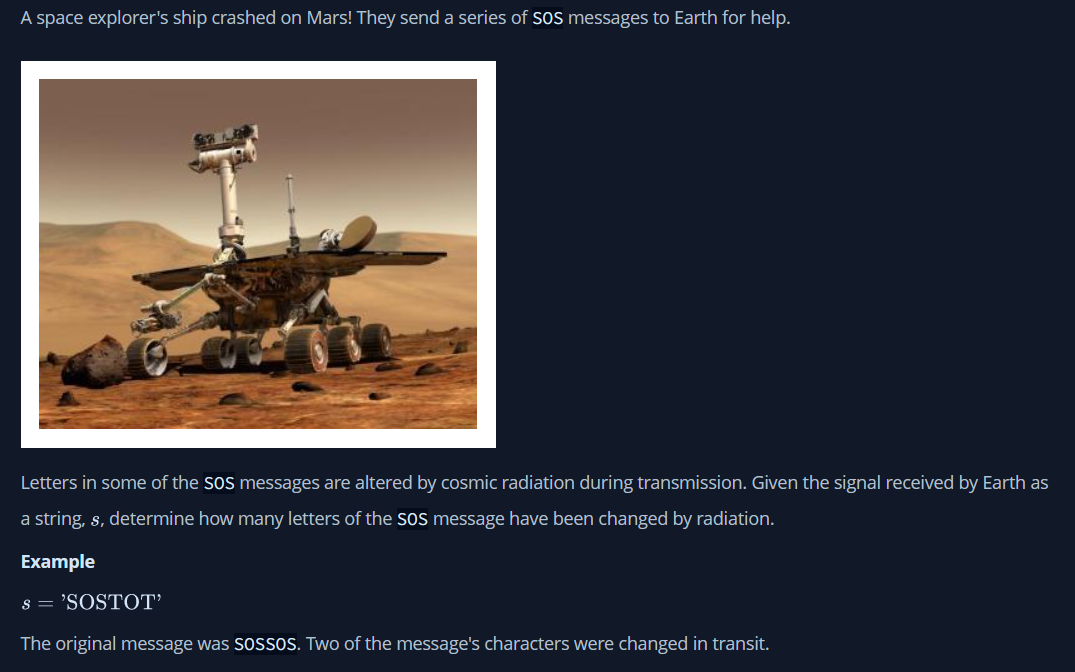 A space explorer's ship crashed on Mars! They send a series of SOS messages to Earth for help.
Letters in some of the SOS messages are altered by cosmic radiation during transmission. Given the signal received by Earth as
a string, s, determine how many letters of the SOS message have been changed by radiation.
Example
s = 'SOSTOT'
The original message was SOSSOS. Two of the message's characters were changed in transit.